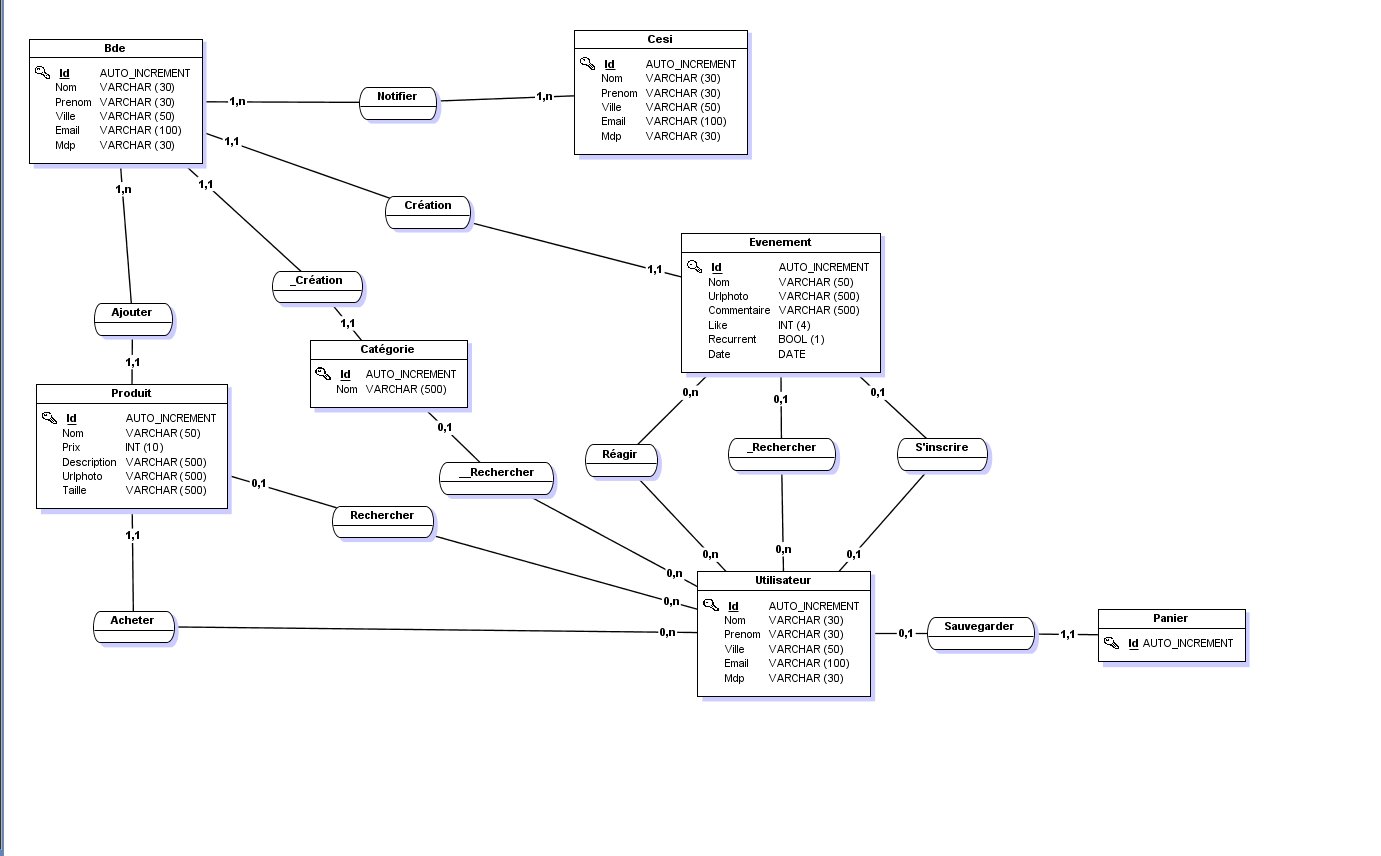 Bde
Id AUTO_INCREMENT
Nom VARCHAR (30)
Prenom VARCHAR (30)
Ville VARCHAR (50)
Email VARCHAR (100)
Mdp VARCHAR (30)
1,n
Notifier
1,n
Cesi
Id AUTO_INCREMENT
Nom VARCHAR (30)
Prenom VARCHAR (30)
Ville VARCHAR (50)
Email VARCHAR (100)
Mdp VARCHAR (30)
1,1
Création
1,1
1,n
Ajouter
1,1
1,1
_Création
1,1
Evenement
Id AUTO_INCREMENT
Nom VARCHAR (50)
Urlphoto VARCHAR (500)
Commentaire VARCHAR (500)
Like INT (4)
Recurrent BOOL (1)
Date DATE
Catégorie
Id AUTO_INCREMENT
Nom VARCHAR (500)
Produit
Id AUTO_INCREMENT
Nom VARCHAR (50)
Prix INT (10)
Description VARCHAR (500)
Urlphoto VARCHAR (500)
Taille VARCHAR (500)
0,n
Réagir
0,n
0,1
_Rechercher
0,n
0,1
S'inscrire
0,1
0,1
__Rechercher
0,n
0,1
Rechercher
0,n
1,1
Acheter
0,n
Utilisateur
Id AUTO_INCREMENT
Nom VARCHAR (30)
Prenom VARCHAR (30)
Ville VARCHAR (50)
Email VARCHAR (100)
Mdp VARCHAR (30)
0,1
Sauvegarder
1,1
Panier
Id AUTO_INCREMENT